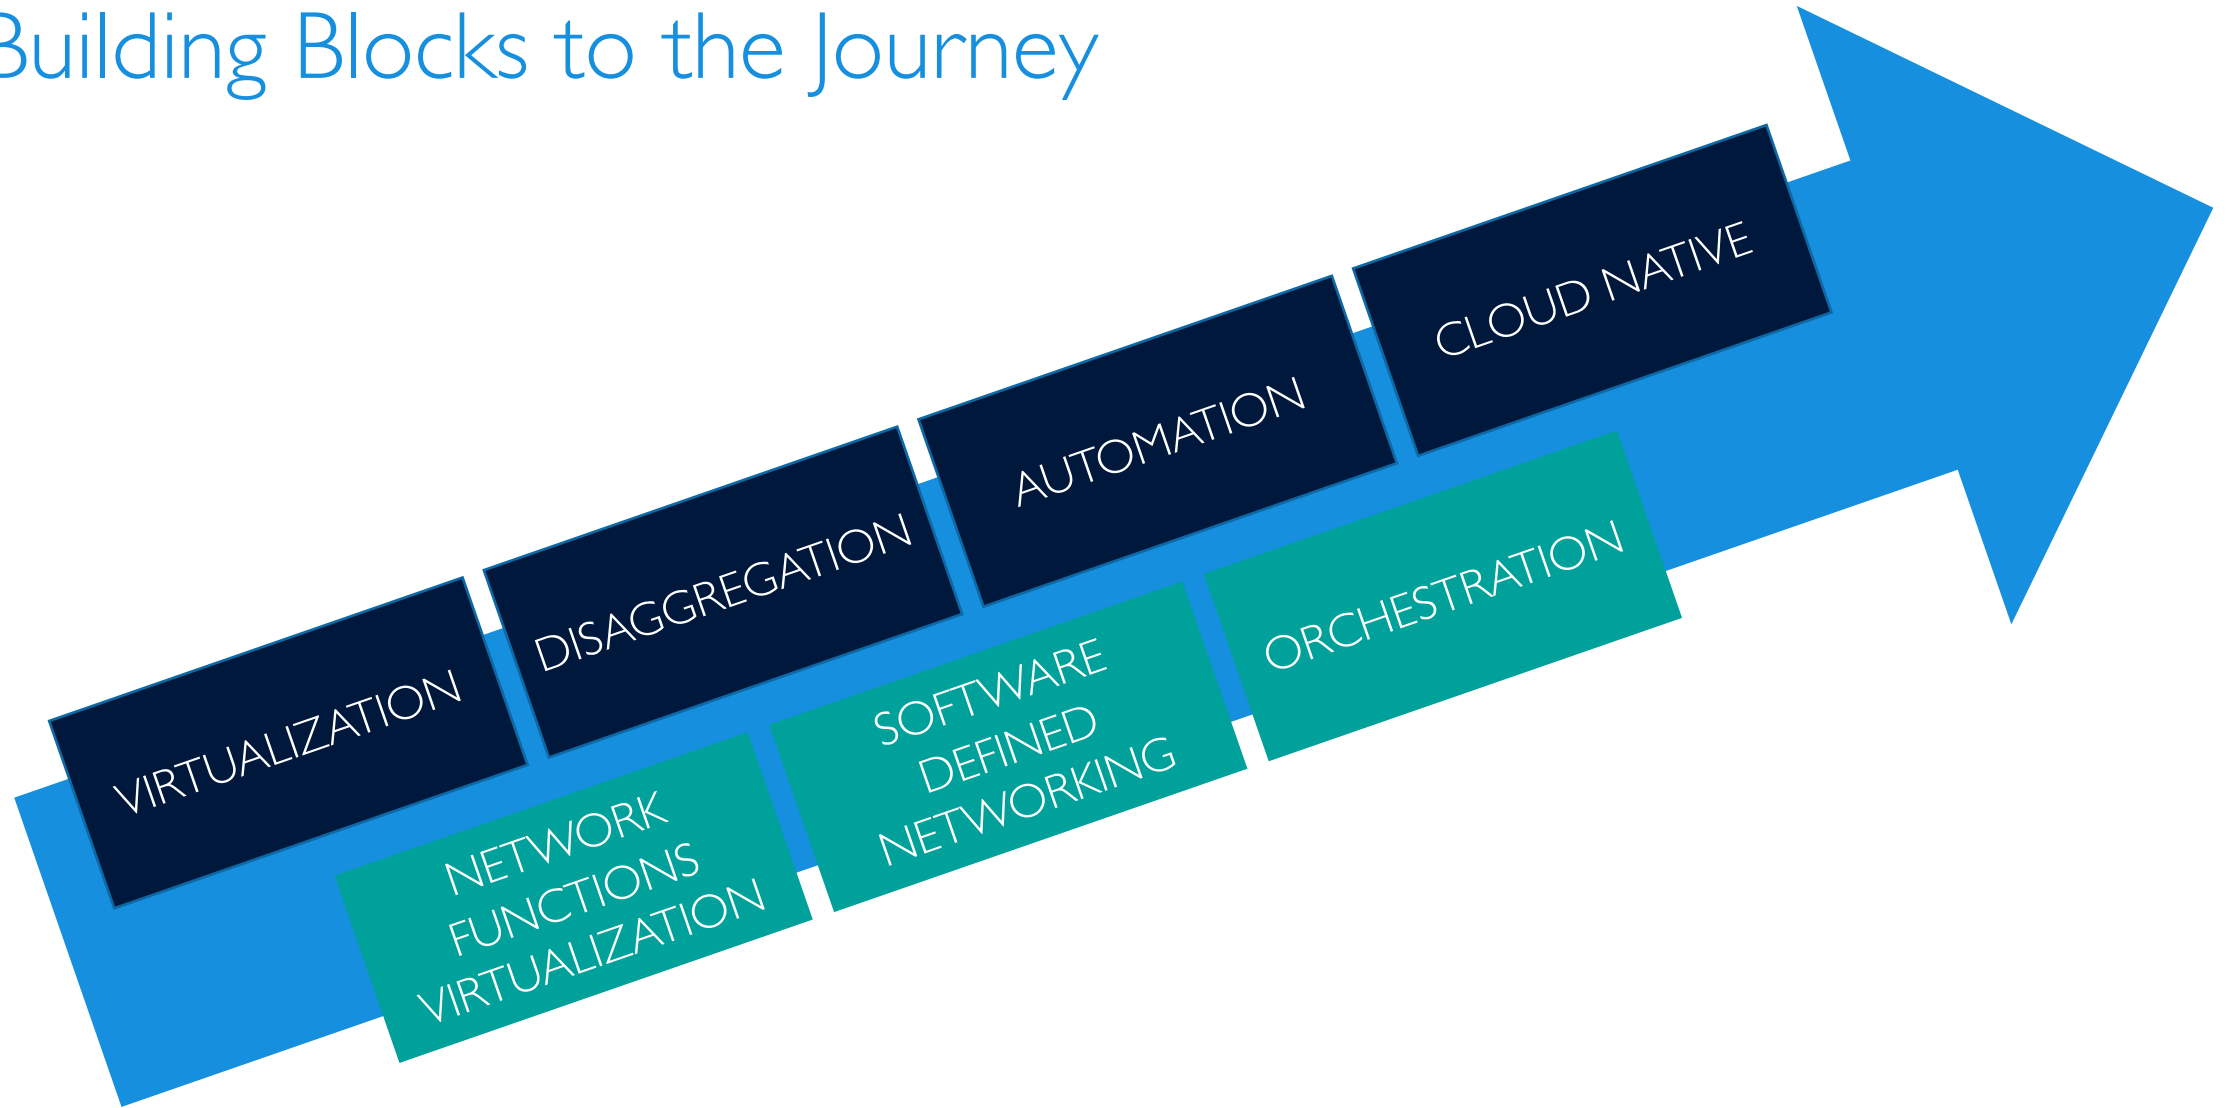 Building Blocks to the Journey
VIRTUALIZATION
DISAGGREGATION
AUTOMATION
CLOUD NATIVE
NETWORK
FUNCTIONS
VIRTUALIZATION
SOFTWARE
DEFINED
NETWORKING
ORCHESTRATION